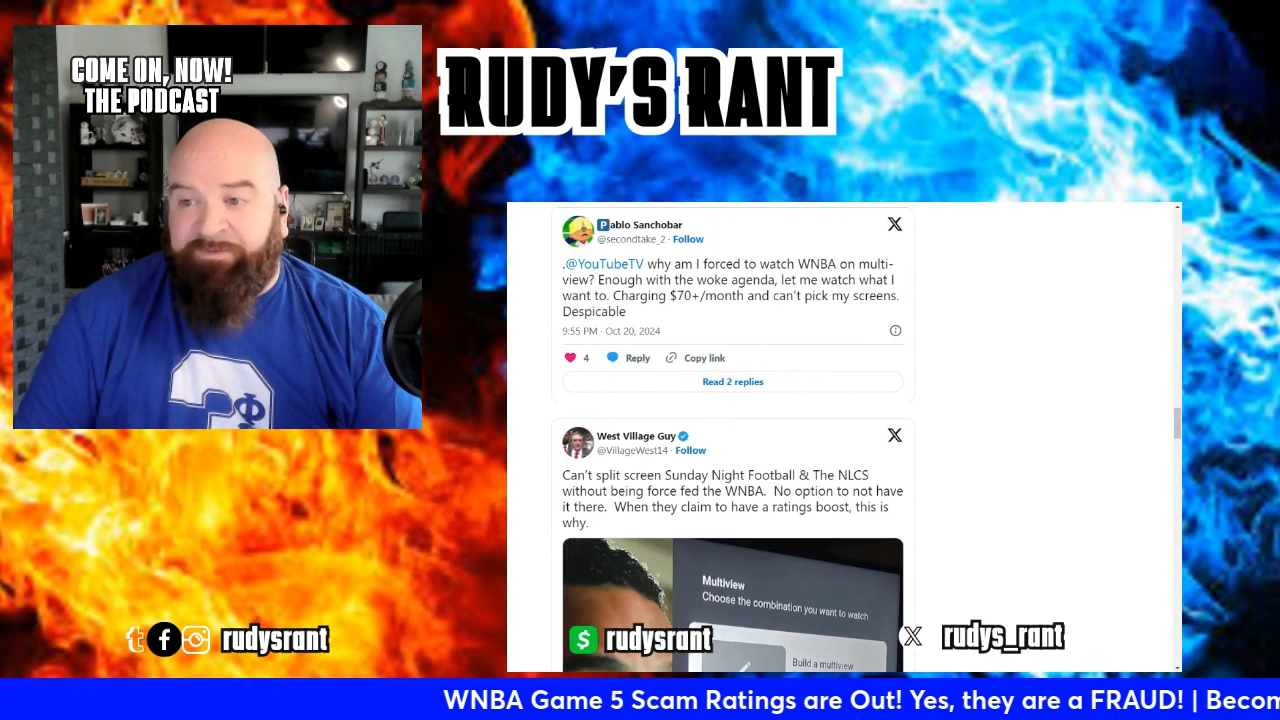 COME ON, NOW!
THE PODCAST
RUDY'S RANT
Pablo Sanchobar
@secondtake_2 · Follow
.@YouTubeTV why am I forced to watch WNBA on multi-
view? Enough with the woke agenda, let me watch what I
want to. Charging $70+/month and can't pick my screens.
Despicable
9:55 PM · Oct 20, 2024
4 Reply Copy link
Read 2 replies
West Village Guy
@VillageWest14 · Follow
Can't split screen Sunday Night Football & The NLCS
without being force fed the WNBA. No option to not have
it there. When they claim to have a ratings boost, this is
why.
Multiview
Choose the combination you want to watch
Build a multiview
rudysrant
$ rudysrant
X rudys_rant
WNBA Game 5 Scam Ratings are Out! Yes, they are a FRAUD! | Becom